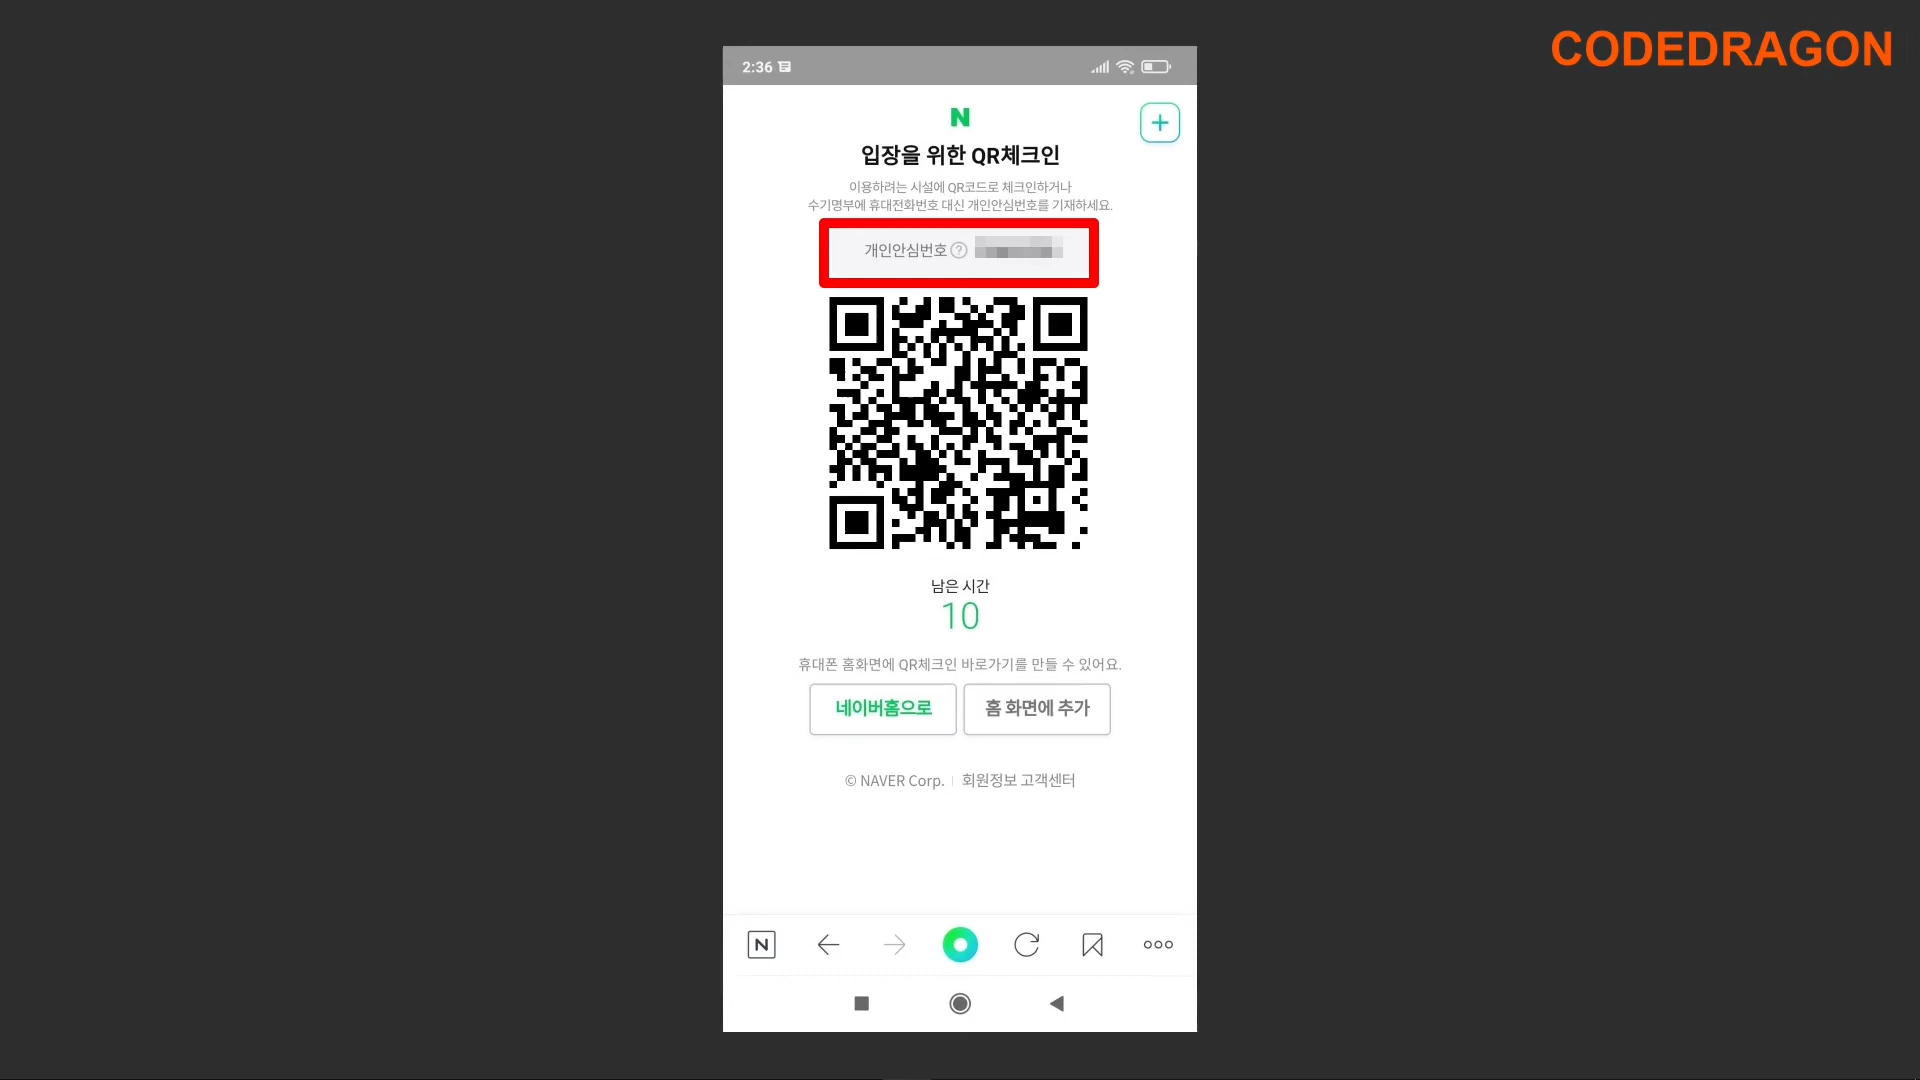 CODEDRAGON
2:36
N
입장을 위한 QR체크인
이용하려는 시설에 QR코드로 체크인하거나
수기명부에 휴대전화번호 대신 개인안심번호를 기재하세요.
개인안심번호 ?
남은 시간
10
휴대폰 홈화면에 QR체크인 바로가기를 만들 수 있어요.
네이버홈으로 홈 화면에 추가
© NAVER Corp. | 회원정보 고객센터
N